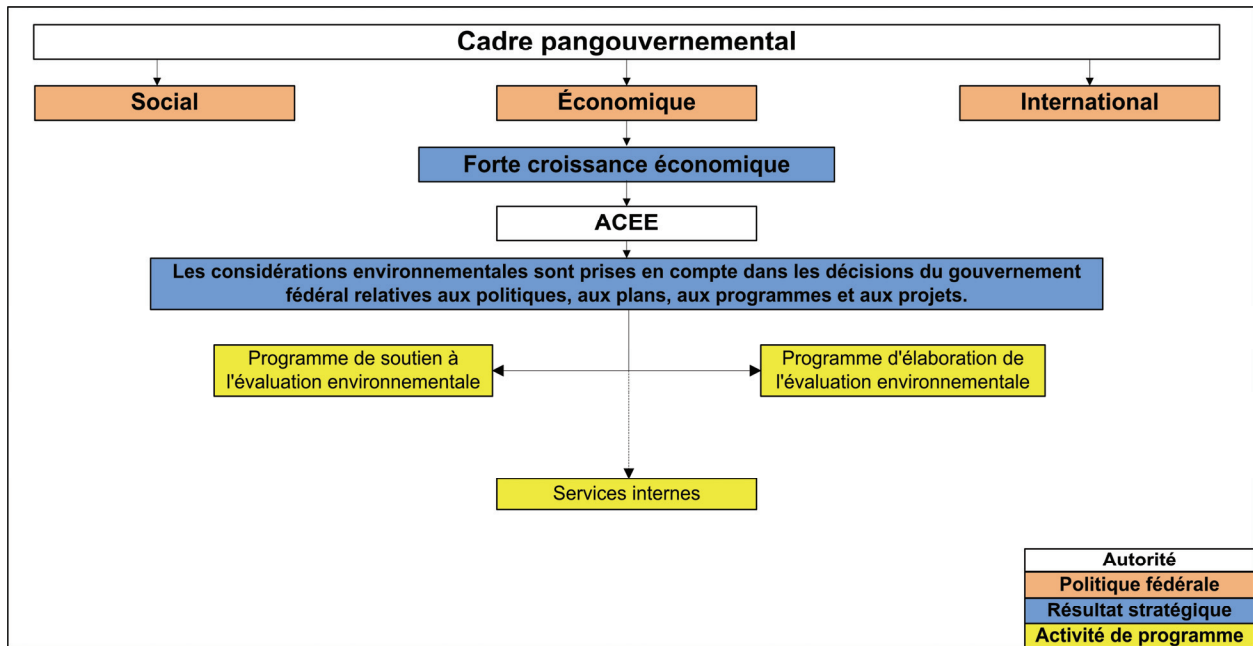 Cadre pangouvernemental
Social
Économique
International
Forte croissance économique
ACEE
Les considérations environnementales sont prises en compte dans les décisions du gouvernement
fédéral relatives aux politiques, aux plans, aux programmes et aux projets.
Programme de soutien à
l'évaluation environnementale
Programme d'élaboration de
l'évaluation environnementale
Services internes
Autorité
Politique fédérale
Résultat stratégique
Activité de programme